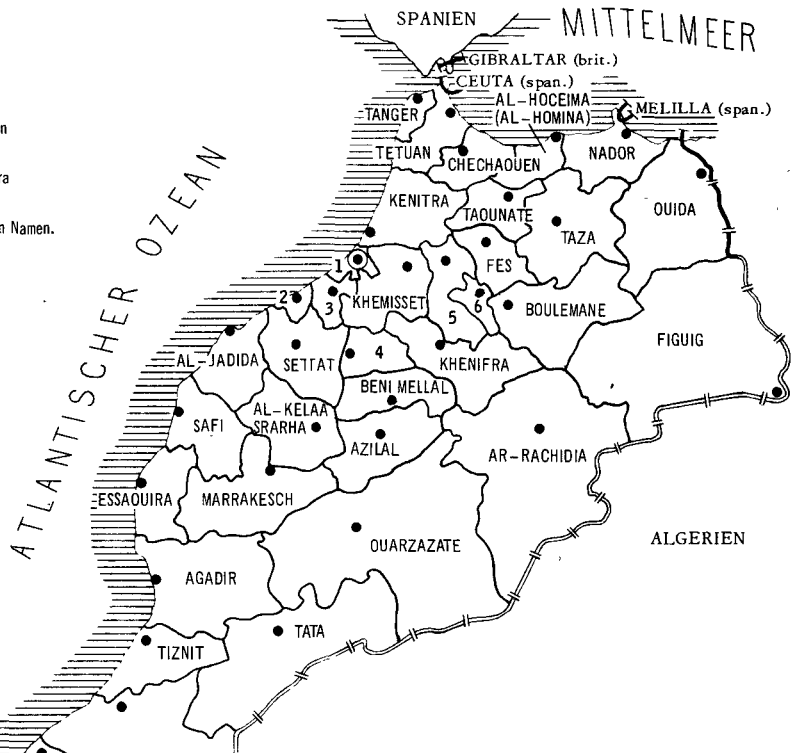 SPANIEN
MITTELMEER
GIBRALTAR (brit.)
CEUTA (span.)
AL-HOCEIMA
(AL-HOMINA)
MELILLA (span.)
TANGER
TETUAN
CHECHAOUEN
NADOR
n Namen.
KENITRA
TAOUNATE
TAZA
OUIDA
ATLANTISCHER OZEAN
1
FES
2
3
KHEMISSET
5
6
BOULEMANE
FIGUIG
AL-JADIDA
SETTAT
4
KHENIFRA
BENI MELLAL
SAFI
AL-KELAA
SRARHA
AZILAL
AR-RACHIDIA
ESSAOUIRA
MARRAKESCH
OUARZAZATE
ALGERIEN
AGADIR
TATA
TIZNIT